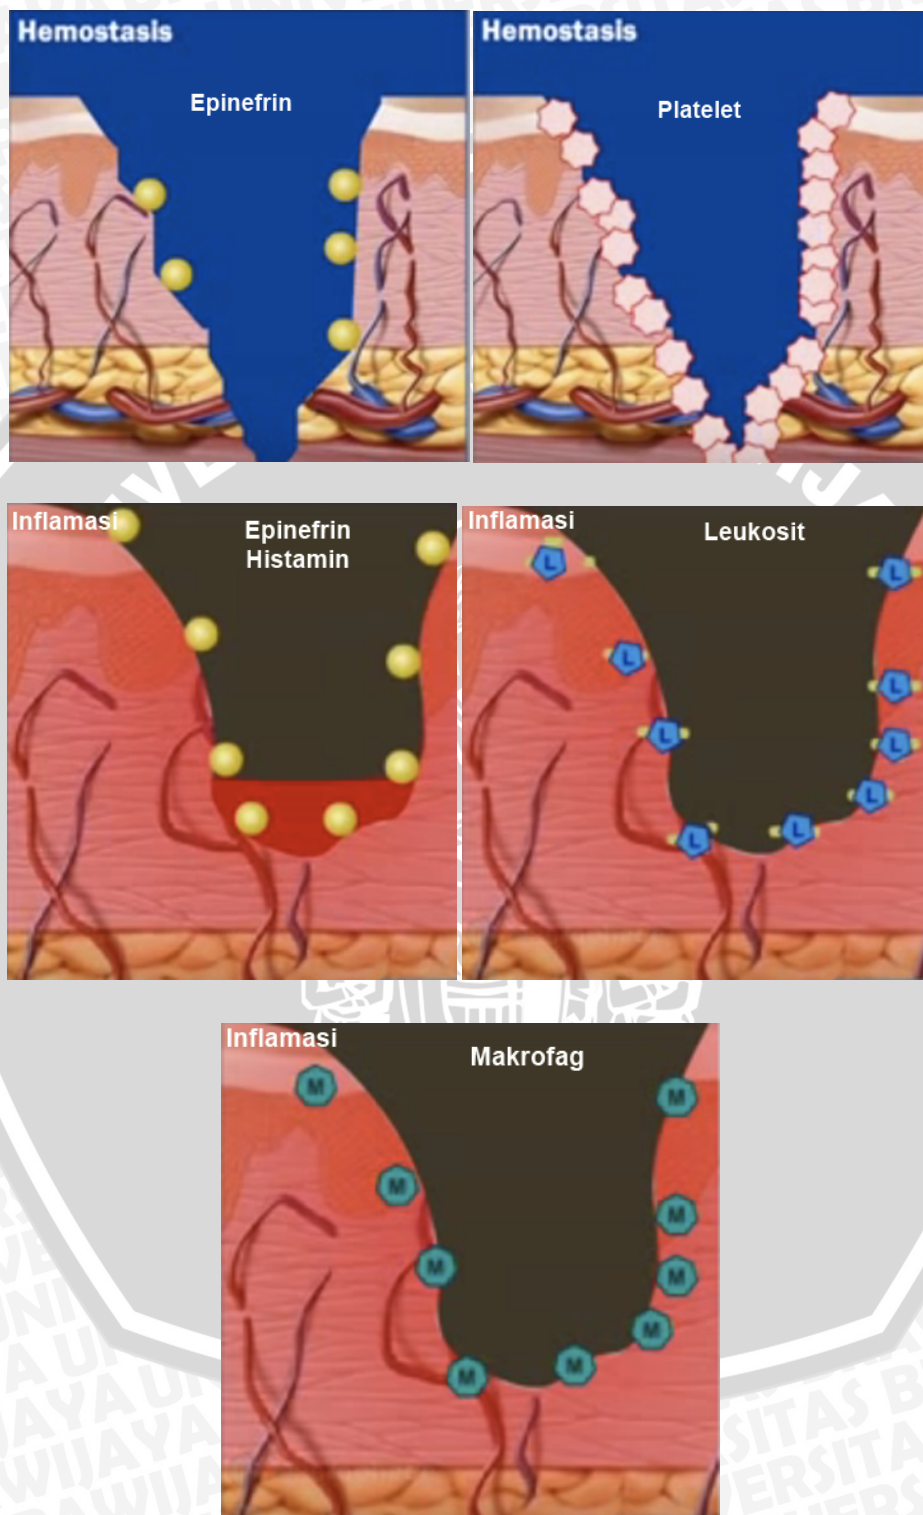 Hemostasis
Epinefrin
Hemostasis
Platelet
Inflamasi
Epinefrin
Histamin
Inflamasi
Leukosit
L
L
L
L
L
L
L
L
Inflamasi
Makrofag
M
M
M
M
M
M
M
M